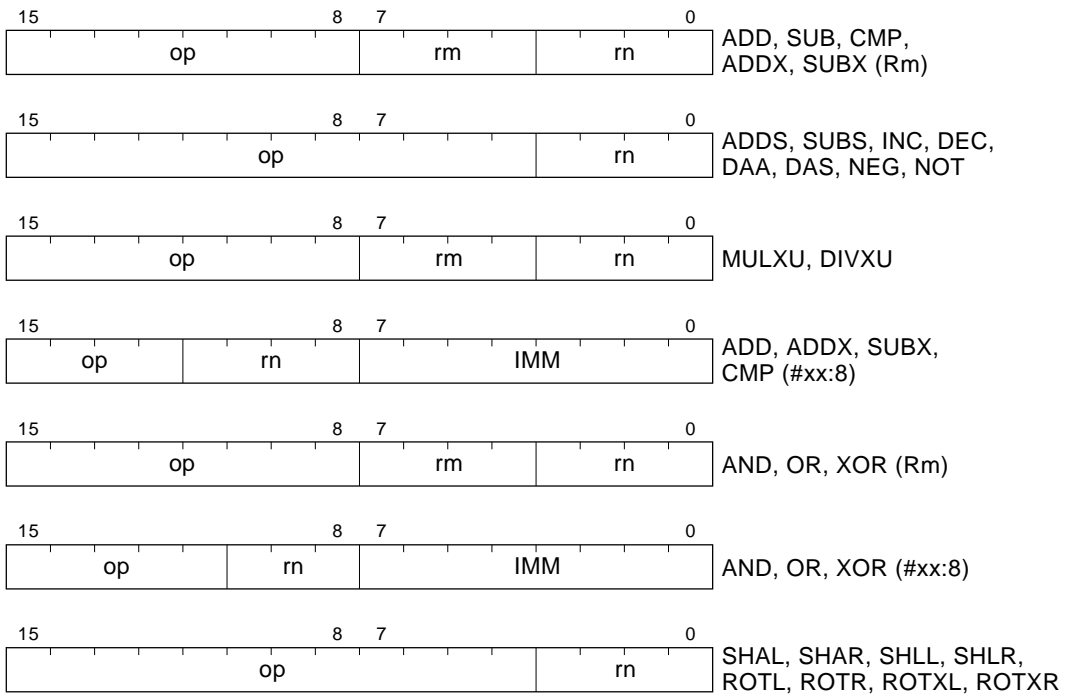 15 8 7 0
op rm rn
ADD, SUB, CMP,
ADDX, SUBX (Rm)
15 8 7 0
op rn
ADDS, SUBS, INC, DEC,
DAA, DAS, NEG, NOT
15 8 7 0
op rm rn
MULXU, DIVXU
15 8 7 0
op rn IMM
ADD, ADDX, SUBX,
CMP (#xx:8)
15 8 7 0
op rm rn
AND, OR, XOR (Rm)
15 8 7 0
op rn IMM
AND, OR, XOR (#xx:8)
15 8 7 0
op rn
SHAL, SHAR, SHLL, SHLR,
ROTL, ROTR, ROTXL, ROTXR